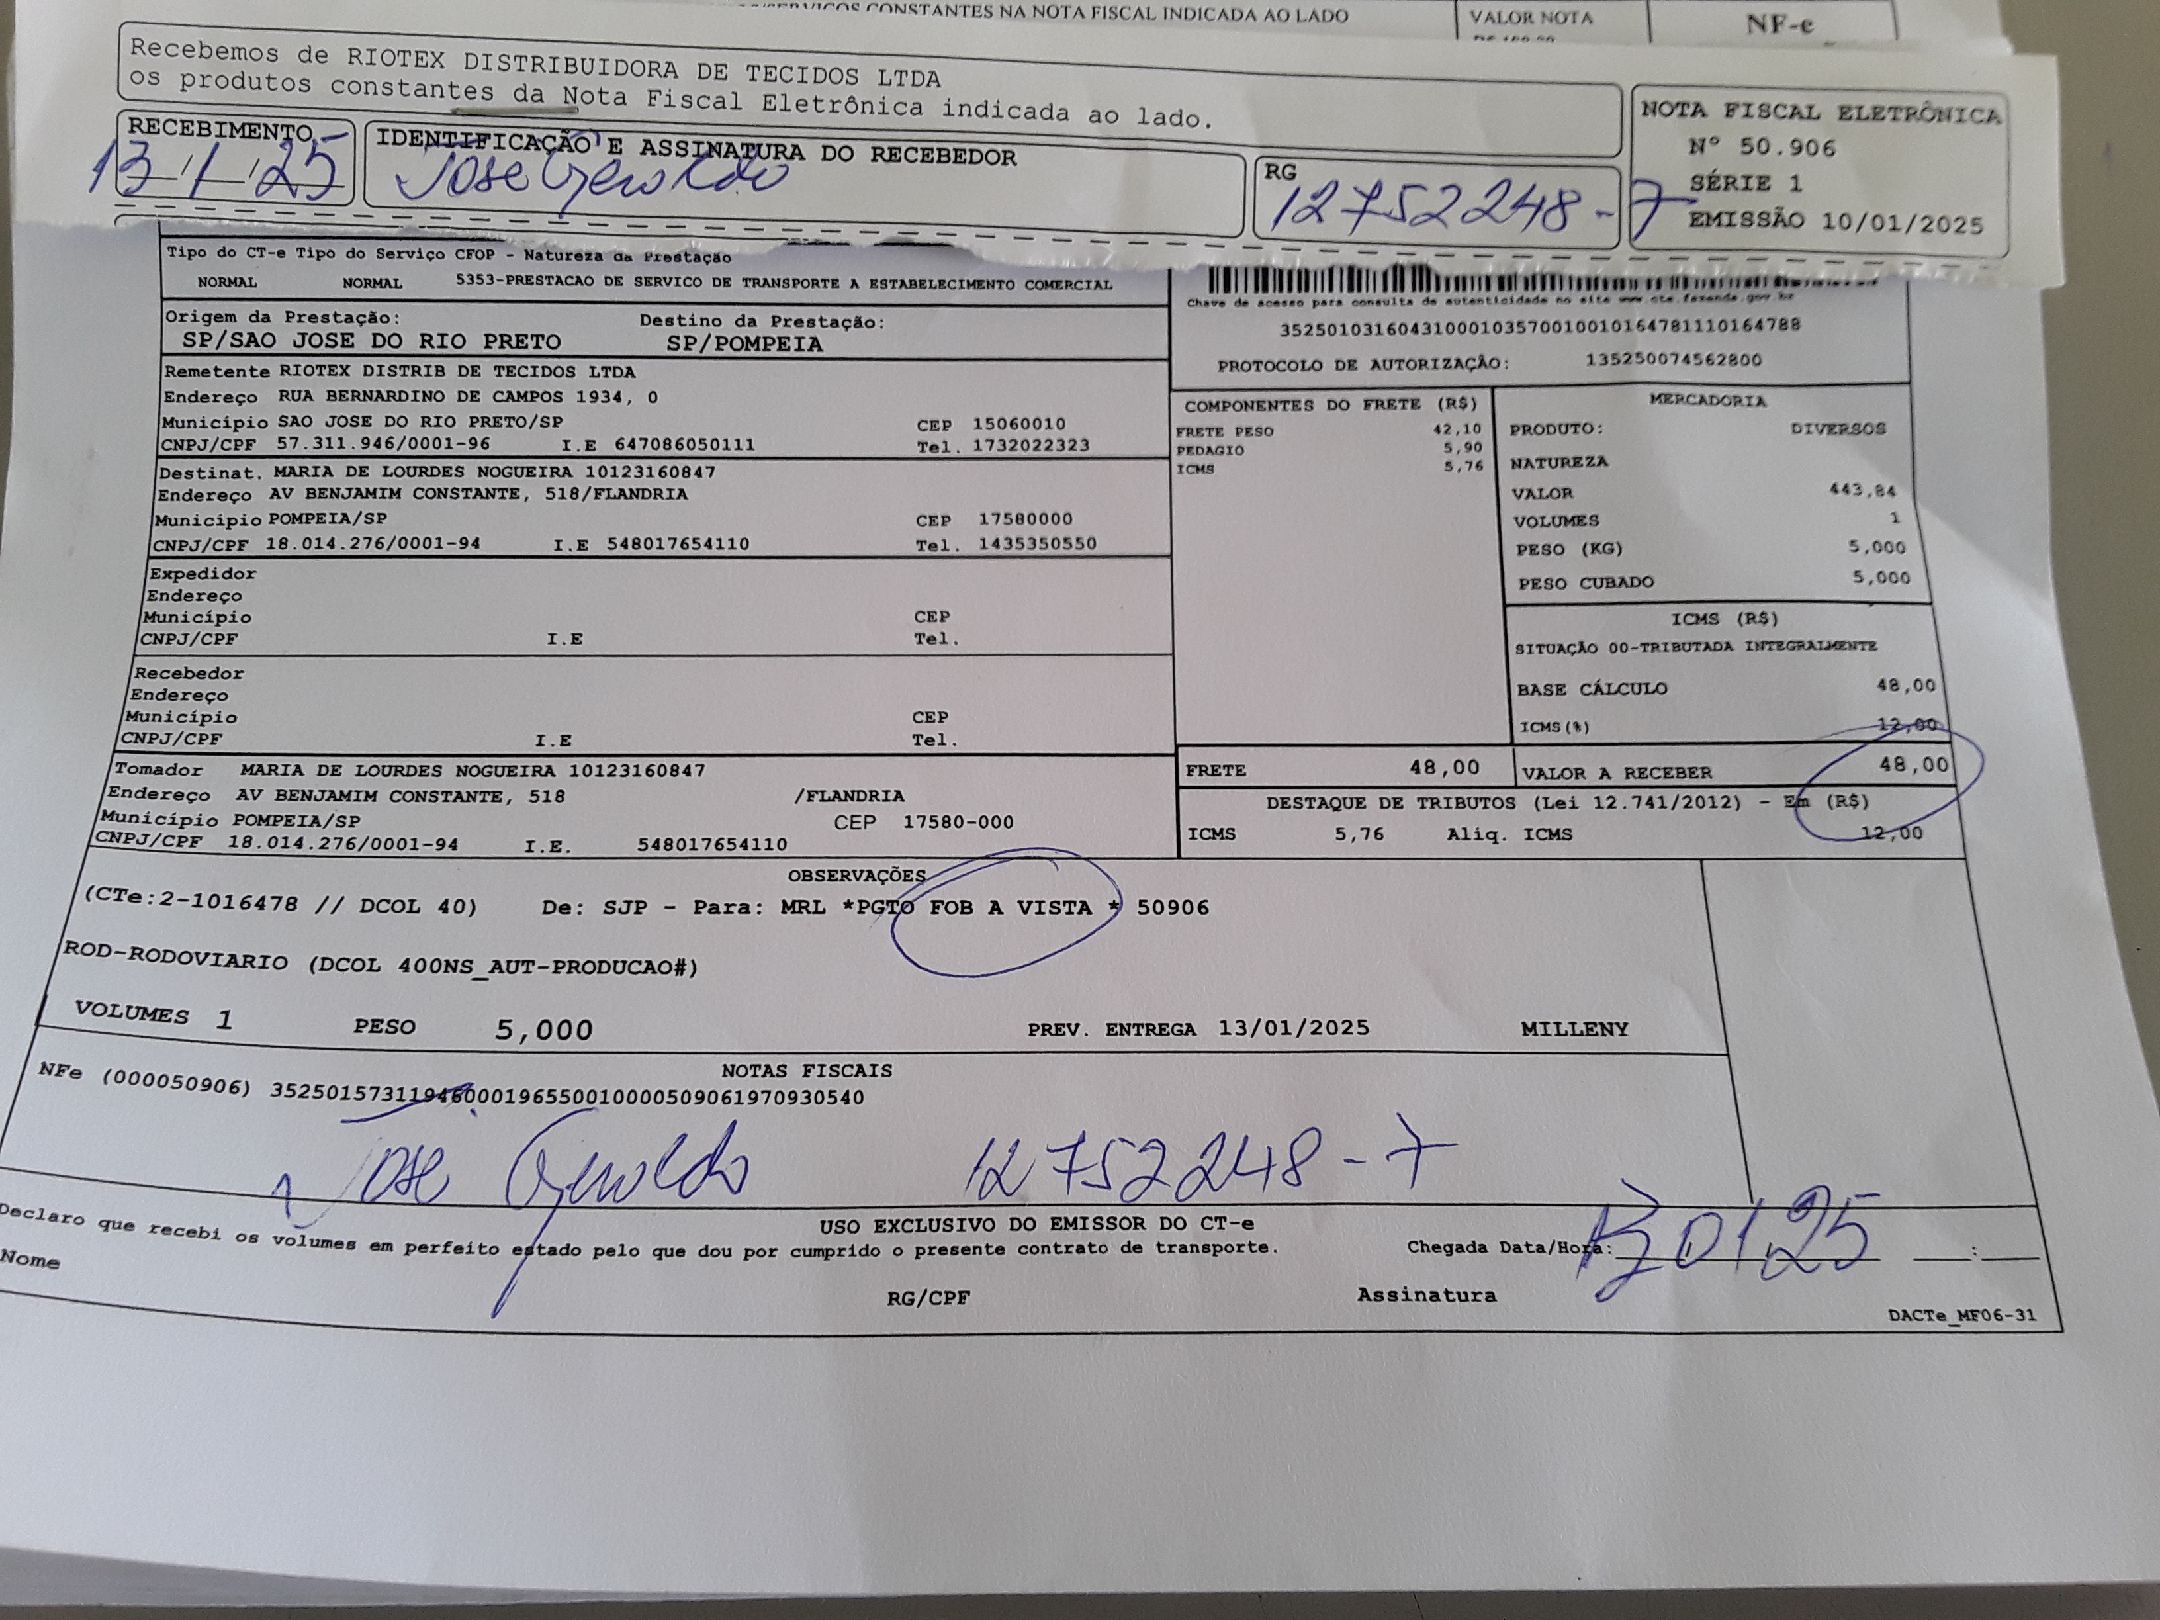 CONSTANTES NA NOTA FISCAL INDICADA AO LADO
VALOR NOTA
NF-e
Recebemos de RIOTEX DISTRIBUIDORA DE TECIDOS LTDA
os produtos constantes da Nota Fiscal Eletrônica indicada ao lado.
NOTA FISCAL ELETRÔNICA
Nº 50.906
SÉRIE 1
EMISSÃO 10/01/2025
RECEBIMENTO
13/1/25
IDENTIFICAÇÃO E ASSINATURA DO RECEBEDOR
José Geraldo
RG
12752248-7
Tipo do CT-e Tipo do Serviço CFOP - Natureza da Prestação
NORMAL NORMAL 5353-PRESTACAO DE SERVICO DE TRANSPORTE A ESTABELECIMENTO COMERCIAL
Chave de acesso para consulta de autenticidade no site www.cte.fazenda.gov.br
35250103160431000103570010010164781110164788
PROTOCOLO DE AUTORIZAÇÃO: 135250074562800
Origem da Prestação: Destino da Prestação:
SP/SAO JOSE DO RIO PRETO SP/POMPEIA
Remetente RIOTEX DISTRIB DE TECIDOS LTDA
Endereço RUA BERNARDINO DE CAMPOS 1934, 0
Município SAO JOSE DO RIO PRETO/SP CEP 15060010
CNPJ/CPF 57.311.946/0001-96 I.E 647086050111 Tel. 1732022323
Destinat. MARIA DE LOURDES NOGUEIRA 10123160847
Endereço AV BENJAMIM CONSTANTE, 518/FLANDRIA
Município POMPEIA/SP CEP 17580000
CNPJ/CPF 18.014.276/0001-94 I.E 548017654110 Tel. 1435350550
Expedidor
Endereço
Município CEP
CNPJ/CPF I.E Tel.
Recebedor
Endereço
Município CEP
CNPJ/CPF I.E Tel.
Tomador MARIA DE LOURDES NOGUEIRA 10123160847
Endereço AV BENJAMIM CONSTANTE, 518 /FLANDRIA
Município POMPEIA/SP CEP 17580-000
CNPJ/CPF 18.014.276/0001-94 I.E. 548017654110
COMPONENTES DO FRETE (R$)
FRETE PESO 42,10
PEDAGIO 5,90
ICMS 5,76
MERCADORIA
PRODUTO: DIVERSOS
NATUREZA
VALOR 443,84
VOLUMES 1
PESO (KG) 5,000
PESO CUBADO 5,000
ICMS (R$)
SITUAÇÃO 00-TRIBUTADA INTEGRALMENTE
BASE CÁLCULO 48,00
ICMS(%) 12,00
FRETE 48,00 VALOR A RECEBER 48,00
DESTAQUE DE TRIBUTOS (Lei 12.741/2012) - Em (R$)
ICMS 5,76 Aliq. ICMS 12,00
OBSERVAÇÕES
(CTe:2-1016478 // DCOL 40) De: SJP - Para: MRL *PGTO FOB A VISTA * 50906
ROD-RODOVIARIO (DCOL 400NS_AUT-PRODUCAO#)
VOLUMES 1 PESO 5,000 PREV. ENTREGA 13/01/2025 MILLENY
NOTAS FISCAIS
NFe (000050906) 35250157311946000196550010000509061970930540
José Geraldo 12752248-7
USO EXCLUSIVO DO EMISSOR DO CT-e
Declaro que recebi os volumes em perfeito estado pelo que dou por cumprido o presente contrato de transporte. Chegada Data/Hora: 13 01 25 :
Nome RG/CPF Assinatura
DACTe_MF06-31